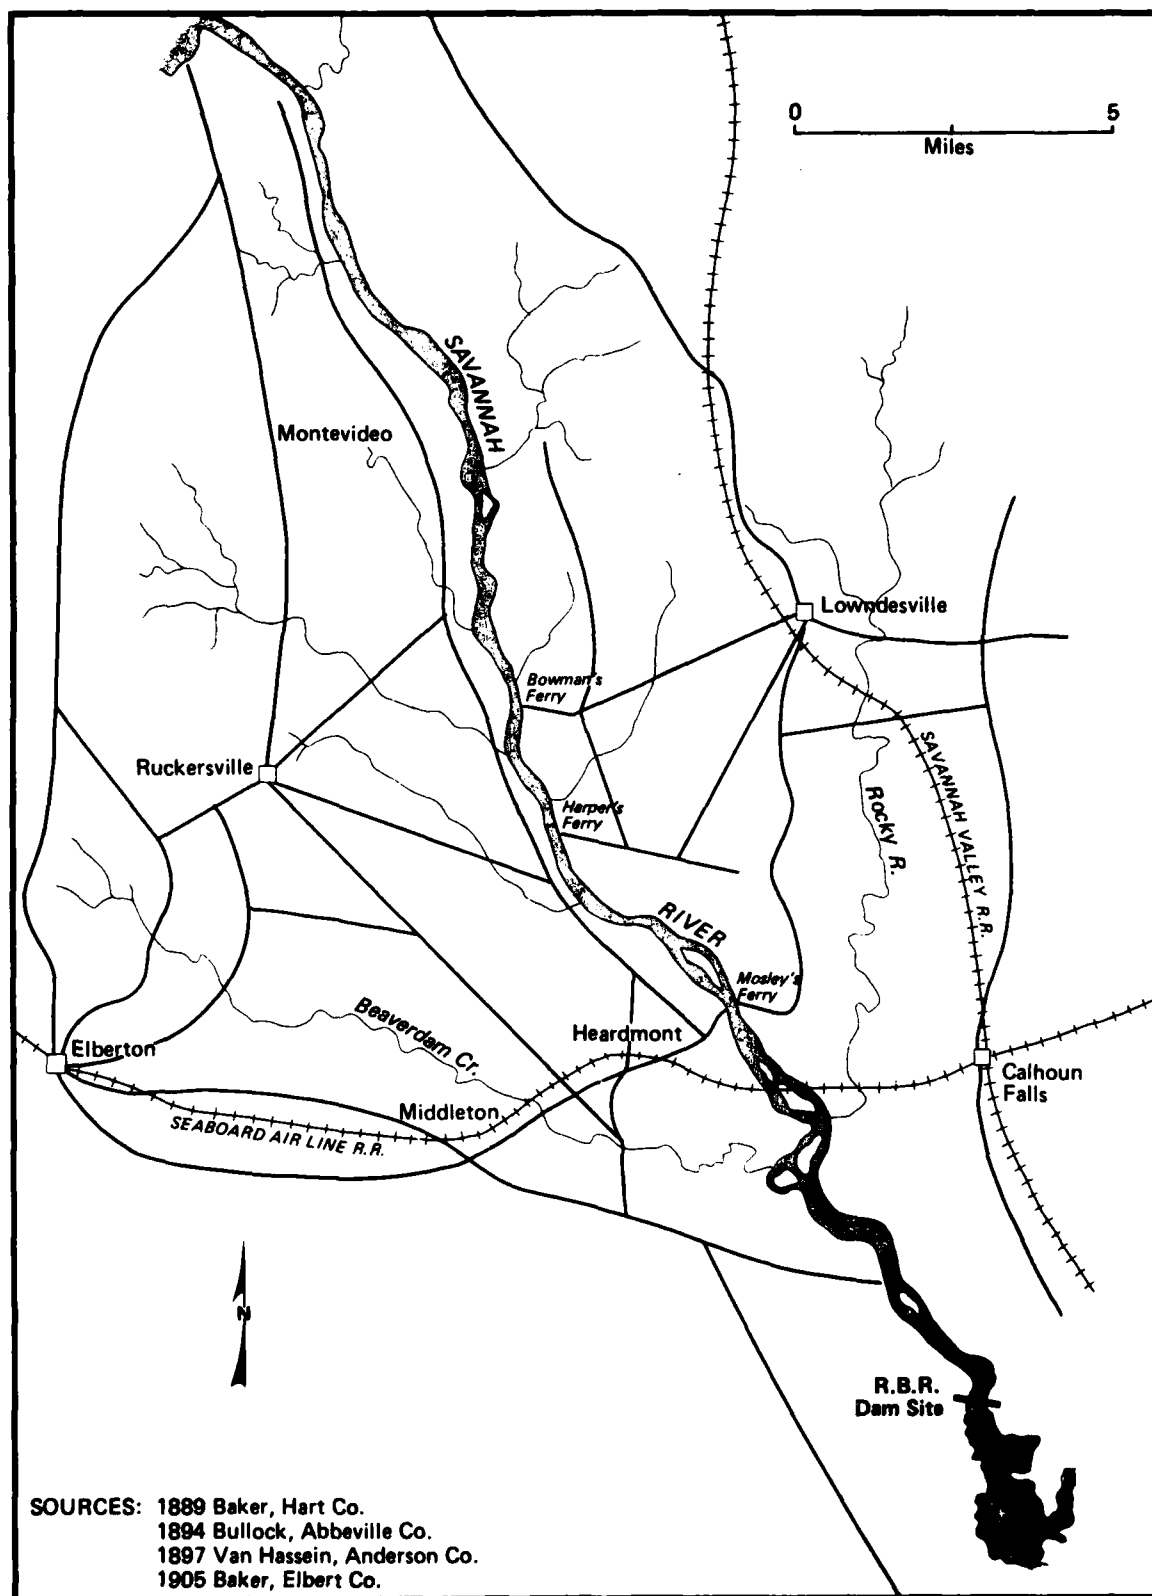 0 5
Miles
SAVANNAH
Montevideo
Lowndesville
Bowman's
Ferry
Ruckersville
SAVANNAH VALLEY R.R.
Rocky R.
Harper's
Ferry
RIVER
Mosley's
Ferry
Beaverdam Cr.
Heardmont
Elberton
Calhoun
Falls
Middleton
SEABOARD AIR LINE R.R.
N
R.B.R.
Dam Site
SOURCES: 1889 Baker, Hart Co.
1894 Bullock, Abbeville Co.
1897 Van Hassein, Anderson Co.
1905 Baker, Elbert Co.